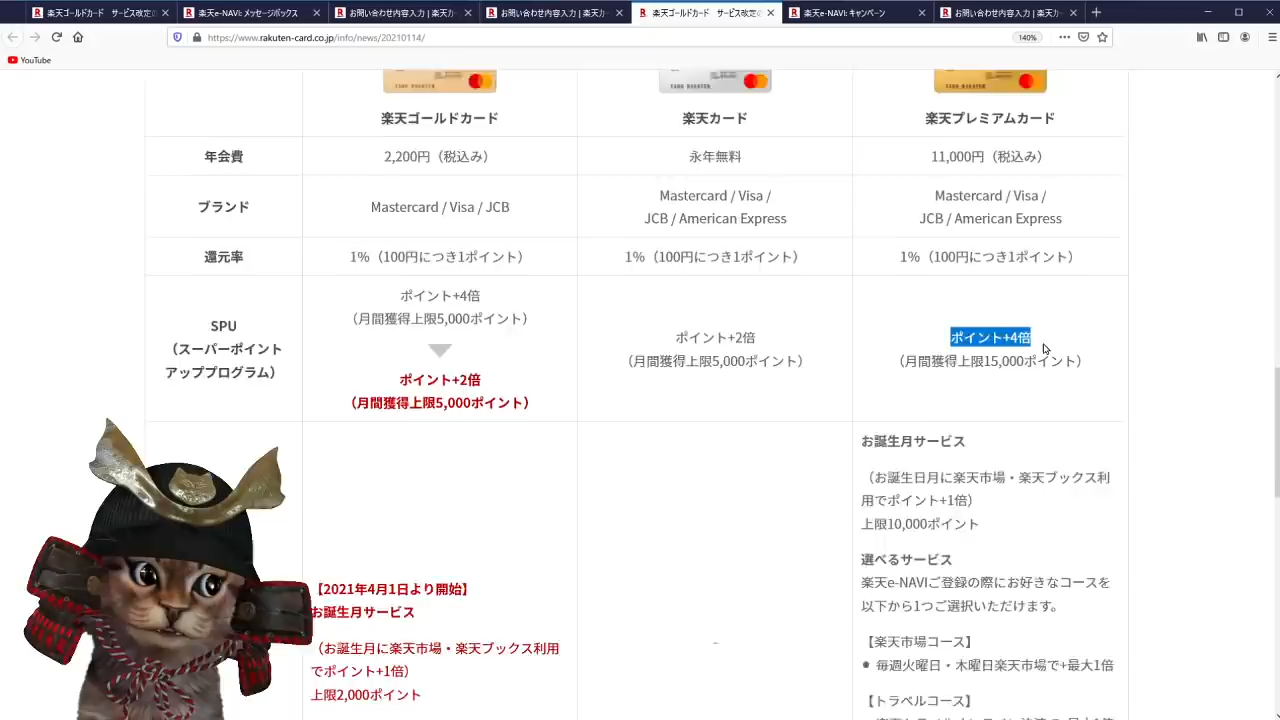 楽天ゴールドカード サービス改定の
楽天e-NAVI: メッセージボックス
お問い合わせ内容入力 | 楽天カー
お問い合わせ内容入力 | 楽天カー
楽天ゴールドカード サービス改定の
楽天e-NAVI: キャンペーン
お問い合わせ内容入力 | 楽天カー
https://www.rakuten-card.co.jp/info/news/20210114/
140%
YouTube
楽天ゴールドカード
楽天カード
楽天プレミアムカード
年会費
2,200円（税込み）
永年無料
11,000円（税込み）
ブランド
Mastercard / Visa / JCB
Mastercard / Visa /
JCB / American Express
Mastercard / Visa /
JCB / American Express
還元率
1%（100円につき1ポイント）
1%（100円につき1ポイント）
1%（100円につき1ポイント）
SPU
（スーパーポイント
アッププログラム）
ポイント+4倍
（月間獲得上限5,000ポイント）
ポイント+2倍
（月間獲得上限5,000ポイント）
ポイント+2倍
（月間獲得上限5,000ポイント）
ポイント+4倍
（月間獲得上限15,000ポイント）
【2021年4月1日より開始】
お誕生月サービス
（お誕生月に楽天市場・楽天ブックス利用
でポイント+1倍）
上限2,000ポイント
-
お誕生月サービス
（お誕生日月に楽天市場・楽天ブックス利
用でポイント+1倍）
上限10,000ポイント
選べるサービス
楽天e-NAVIご登録の際にお好きなコースを
以下から1つご選択いただけます。
【楽天市場コース】
毎週火曜日・木曜日楽天市場で+最大1倍
【トラベルコース】